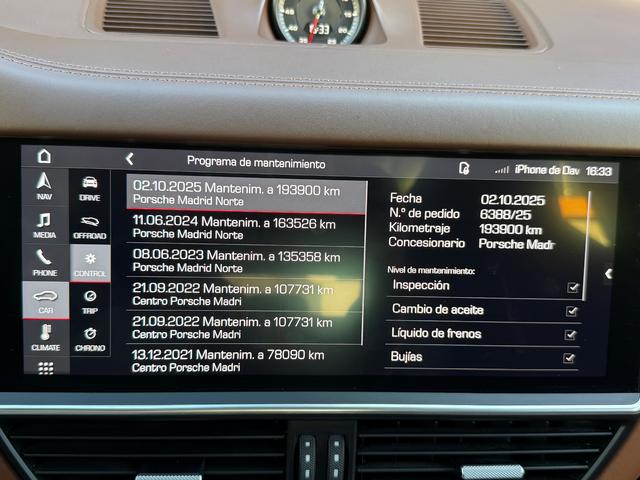 16:33
Programa de mantenimiento
iPhone de Dav 16:33
NAV
MEDIA
PHONE
CAR
CLIMATE
DRIVE
OFFROAD
CONTROL
TRIP
CHRONO
02.10.2025 Mantenim. a 193900 km
Porsche Madrid Norte
11.06.2024 Mantenim. a 163526 km
Porsche Madrid Norte
08.06.2023 Mantenim. a 135358 km
Porsche Madrid Norte
21.09.2022 Mantenim. a 107731 km
Centro Porsche Madri
21.09.2022 Mantenim. a 107731 km
Centro Porsche Madri
13.12.2021 Mantenim. a 78090 km
Centro Porsche Madri
Fecha 02.10.2025
N.º de pedido 6388/25
Kilometraje 193900 km
Concesionario Porsche Madr
Nivel de mantenimiento:
Inspección
Cambio de aceite
Líquido de frenos
Bujías